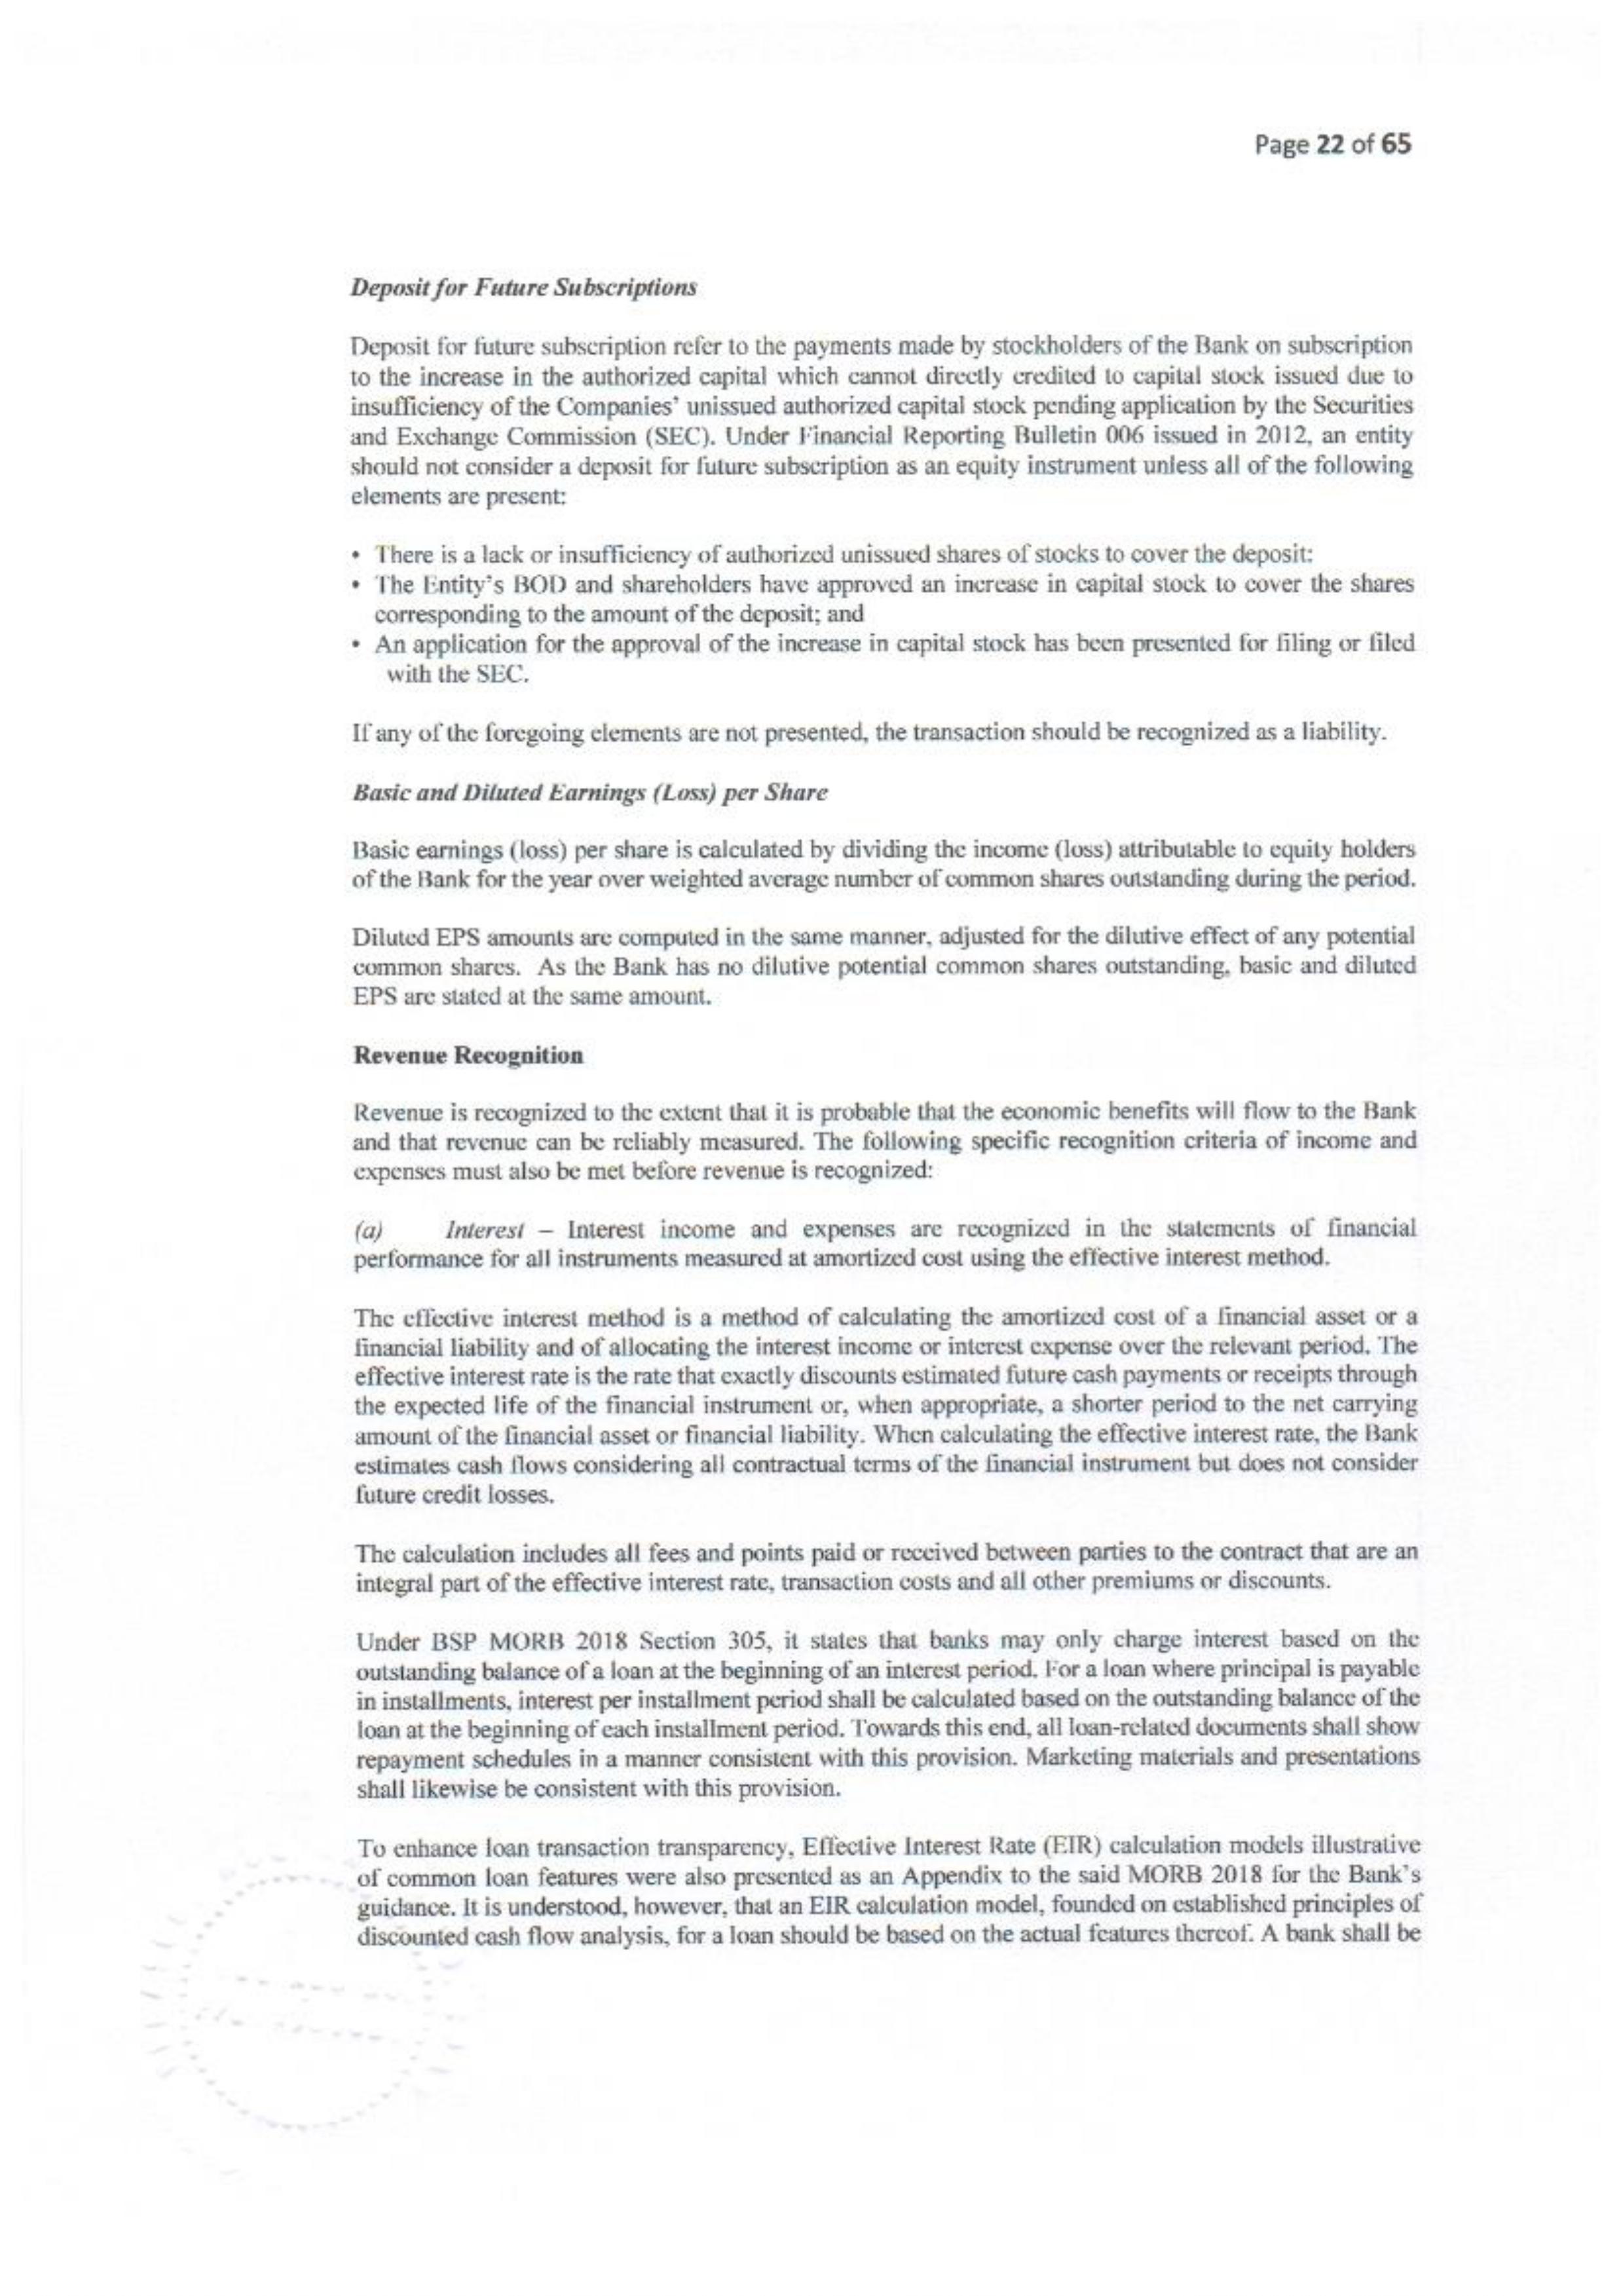 Page 22 of 65
Deposit for Future Subscriptions
Deposit for future subscription refer to the payments made by stockholders of the Bank on subscription
to the increase in the authorized capital which cannot directly credited to capital stock issued due to
insufficiency of the Companies' unissued authorized capital stock pending application by the Securities
and Exchange Commission (SEC). Under Financial Reporting Bulletin 006 issued in 2012, an entity
should not consider a deposit for future subscription as an equity instrument unless all of the following
elements are present:
• There is a lack or insufficiency of authorized unissued shares of stocks to cover the deposit:
• The Entity's BOD and shareholders have approved an increase in capital stock to cover the shares
corresponding to the amount of the deposit; and
• An application for the approval of the increase in capital stock has been presented for filing or filed
with the SEC.
If any of the foregoing elements are not presented, the transaction should be recognized as a liability.
Basic and Diluted Earnings (Loss) per Share
Basic earnings (loss) per share is calculated by dividing the income (loss) attributable to equity holders
of the Bank for the year over weighted average number of common shares outstanding during the period.
Diluted EPS amounts are computed in the same manner, adjusted for the dilutive effect of any potential
common shares. As the Bank has no dilutive potential common shares outstanding, basic and diluted
EPS are stated at the same amount.
Revenue Recognition
Revenue is recognized to the extent that it is probable that the economic benefits will flow to the Bank
and that revenue can be reliably measured. The following specific recognition criteria of income and
expenses must also be met before revenue is recognized:
(a) Interest – Interest income and expenses are recognized in the statements of financial
performance for all instruments measured at amortized cost using the effective interest method.
The effective interest method is a method of calculating the amortized cost of a financial asset or a
financial liability and of allocating the interest income or interest expense over the relevant period. The
effective interest rate is the rate that exactly discounts estimated future cash payments or receipts through
the expected life of the financial instrument or, when appropriate, a shorter period to the net carrying
amount of the financial asset or financial liability. When calculating the effective interest rate, the Bank
estimates cash flows considering all contractual terms of the financial instrument but does not consider
future credit losses.
The calculation includes all fees and points paid or received between parties to the contract that are an
integral part of the effective interest rate, transaction costs and all other premiums or discounts.
Under BSP MORB 2018 Section 305, it states that banks may only charge interest based on the
outstanding balance of a loan at the beginning of an interest period. For a loan where principal is payable
in installments, interest per installment period shall be calculated based on the outstanding balance of the
loan at the beginning of each installment period. Towards this end, all loan-related documents shall show
repayment schedules in a manner consistent with this provision. Marketing materials and presentations
shall likewise be consistent with this provision.
To enhance loan transaction transparency, Effective Interest Rate (EIR) calculation models illustrative
of common loan features were also presented as an Appendix to the said MORB 2018 for the Bank's
guidance. It is understood, however, that an EIR calculation model, founded on established principles of
discounted cash flow analysis, for a loan should be based on the actual features thereof. A bank shall be